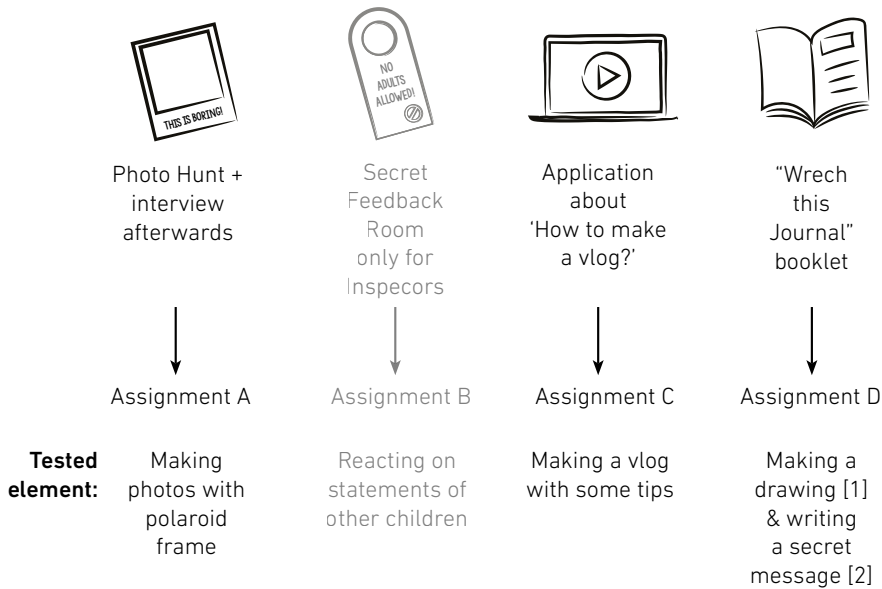 THIS IS BORING!
NO
ADULTS
ALLOWED!
Photo Hunt +
interview
afterwards
Secret
Feedback
Room
only for
Inspecors
Application
about
'How to make
a vlog?'
"Wrech
this
Journal"
booklet
Assignment A
Assignment B
Assignment C
Assignment D
Tested
element:
Making
photos with
polaroid
frame
Reacting on
statements of
other children
Making a vlog
with some tips
Making a
drawing [1]
& writing
a secret
message [2]